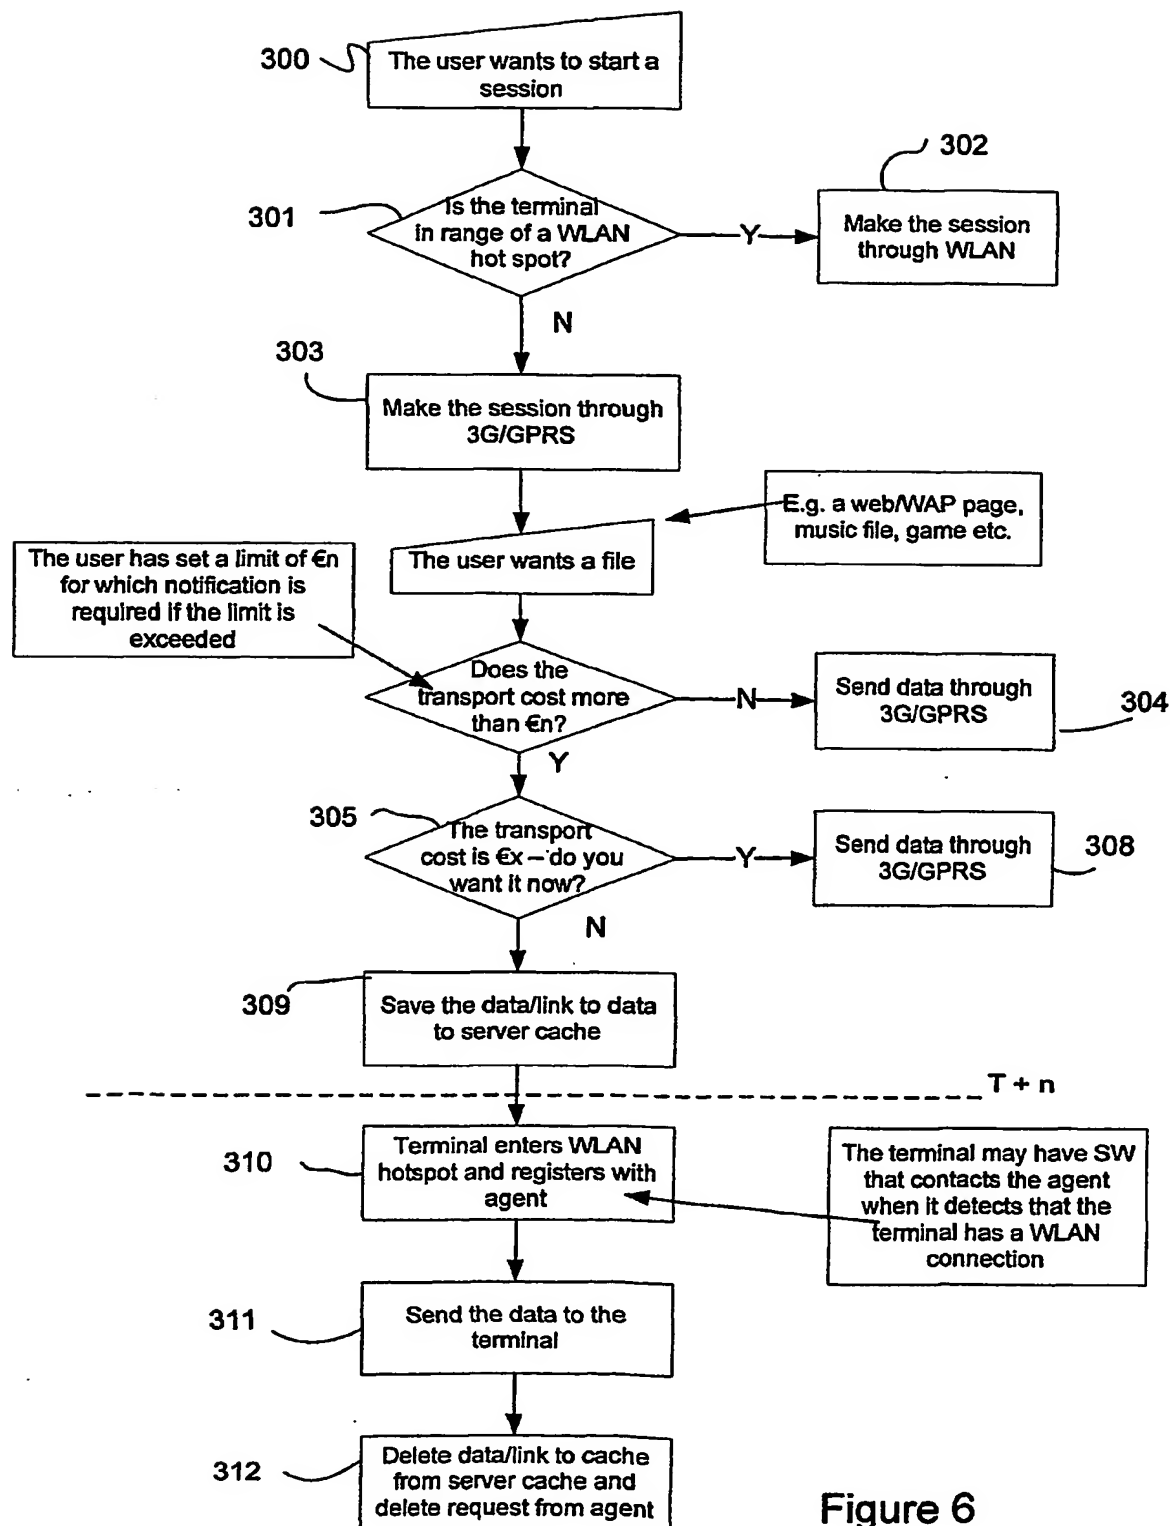 300
The user wants to start a
session
302
301
Is the terminal
in range of a WLAN
hot spot?
Y
Make the session
through WLAN
N
303
Make the session through
3G/GPRS
E.g. a web/WAP page,
music file, game etc.
The user wants a file
The user has set a limit of €n
for which notification is
required if the limit is
exceeded
Does the
transport cost more
than €n?
N
Send data through
3G/GPRS
304
Y
305
The transport
cost is €x – do you
want it now?
Y
Send data through
3G/GPRS
308
N
309
Save the data/link to data
to server cache
T + n
310
Terminal enters WLAN
hotspot and registers with
agent
The terminal may have SW
that contacts the agent
when it detects that the
terminal has a WLAN
connection
311
Send the data to the
terminal
312
Delete data/link to cache
from server cache and
delete request from agent
Figure 6